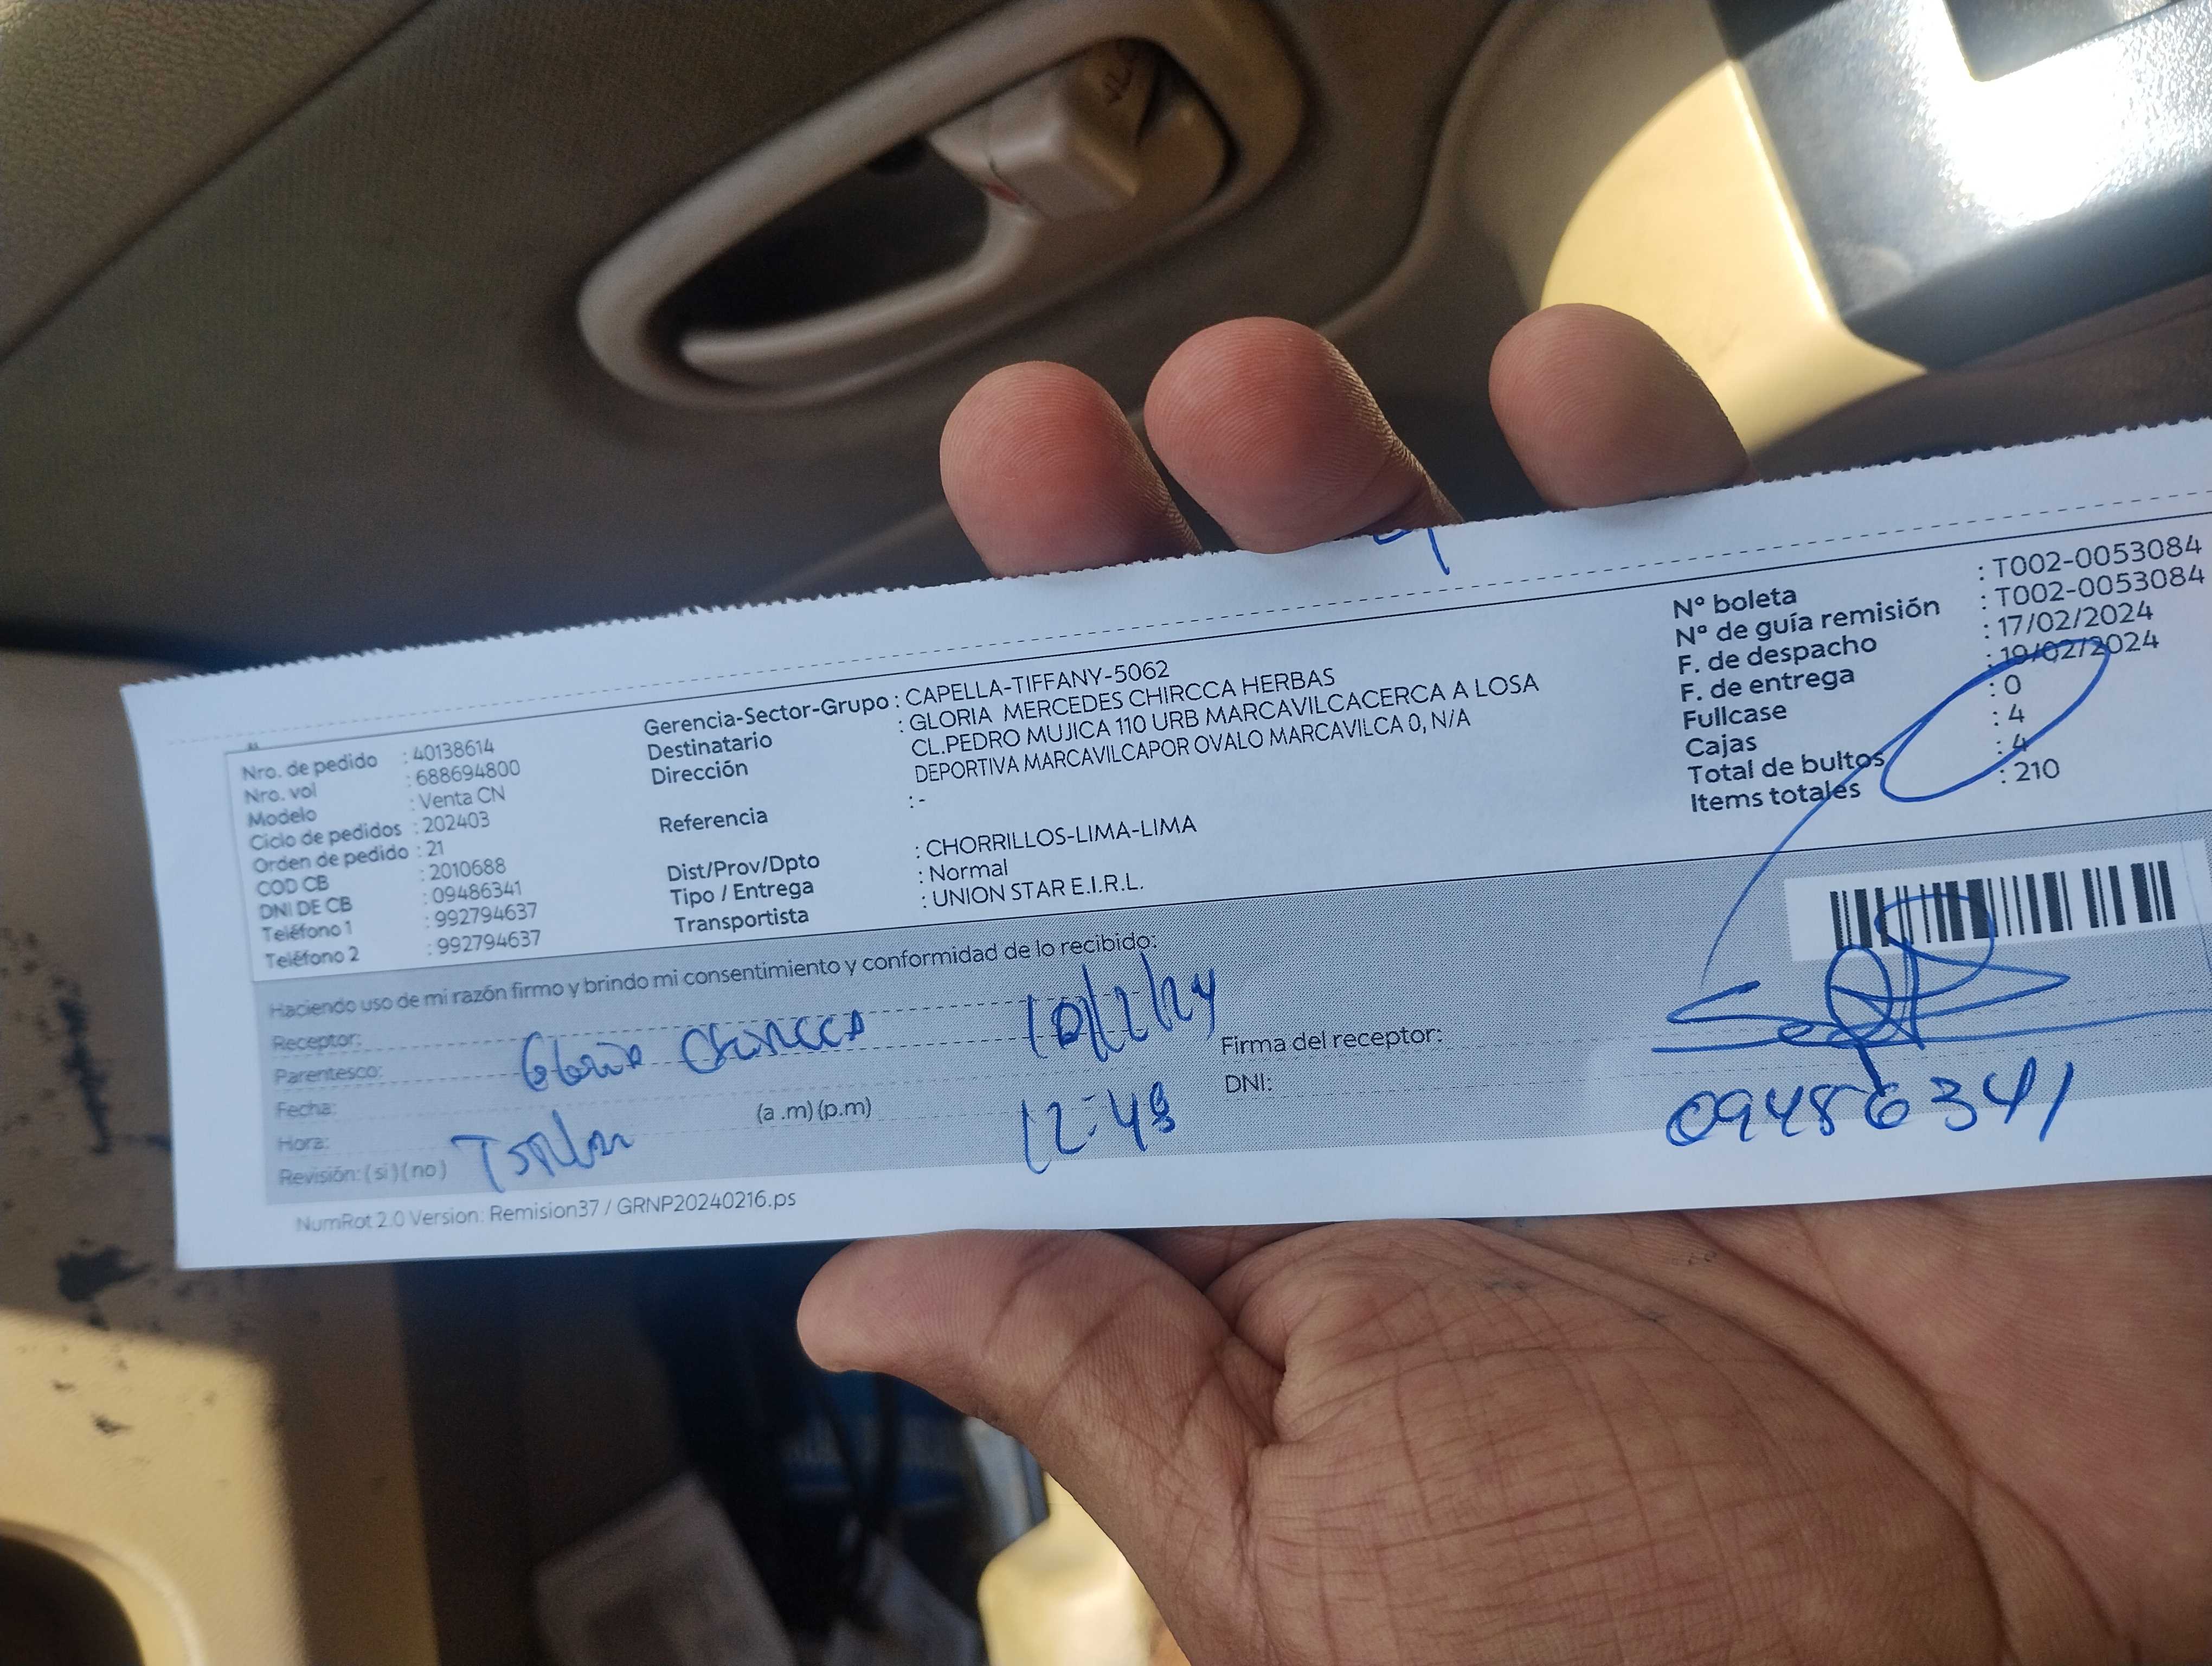 Nro. de pedido : 40138614
Nro. vol : 688694800
Modelo : Venta CN
Ciclo de pedidos : 202403
Orden de pedido : 21
COD CB : 2010688
DNI DE CB : 09486341
Teléfono 1 : 992794637
Teléfono 2 : 992794637
Gerencia-Sector-Grupo : CAPELLA-TIFFANY-5062
Destinatario : GLORIA MERCEDES CHIRCCA HERBAS
Dirección CL.PEDRO MUJICA 110 URB MARCAVILCACERCA A LOSA
DEPORTIVA MARCAVILCAPOR OVALO MARCAVILCA 0, N/A
Referencia : -
Dist/Prov/Dpto : CHORRILLOS-LIMA-LIMA
Tipo / Entrega : Normal
Transportista : UNION STAR E.I.R.L.
Nº boleta : T002-0053084
Nº de guía remisión : T002-0053084
F. de despacho : 17/02/2024
F. de entrega : 19/02/2024
Fullcase : 0
Cajas : 4
Total de bultos : 4
Items totales : 210
Haciendo uso de mi razón firmo y brindo mi consentimiento y conformidad de lo recibido:
Receptor: Gloria Chircca
Parentesco:
Fecha:
Hora: (a .m) (p.m) 12:48
Revisión: ( si ) ( no )
Firma del receptor:
DNI: 09486341
NumRot 2.0 Version: Remision37 / GRNP20240216.ps